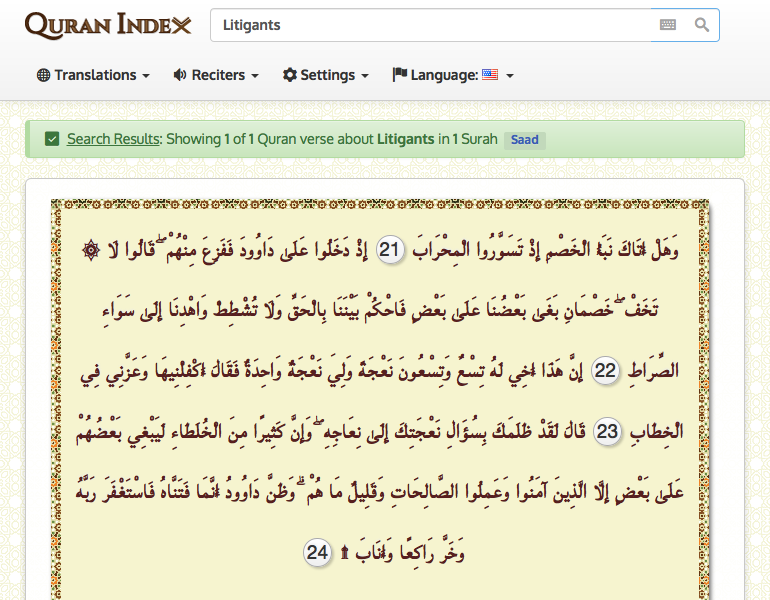 QURAN INDEX
Litigants
Translations Reciters Settings Language:
Search Results: Showing 1 of 1 Quran verse about Litigants in 1 Surah Saad
وَهَلْ أَتَاكَ نَبَأُ الْخَصْمِ إِذْ تَسَوَّرُوا الْمِحْرَابَ 21 إِذْ دَخَلُوا عَلَىٰ دَاوُودَ فَفَزِعَ مِنْهُمْ ۖ قَالُوا لَا ۞
تَخَفْ ۖ خَصْمَانِ بَغَىٰ بَعْضُنَا عَلَىٰ بَعْضٍ فَاحْكُمْ بَيْنَنَا بِالْحَقِّ وَلَا تُشْطِطْ وَاهْدِنَا إِلَىٰ سَوَاءِ
الصِّرَاطِ 22 إِنَّ هَٰذَا أَخِي لَهُ تِسْعٌ وَتِسْعُونَ نَعْجَةً وَلِيَ نَعْجَةٌ وَاحِدَةٌ فَقَالَ أَكْفِلْنِيهَا وَعَزَّنِي فِي
الْخِطَابِ 23 قَالَ لَقَدْ ظَلَمَكَ بِسُؤَالِ نَعْجَتِكَ إِلَىٰ نِعَاجِهِ ۖ وَإِنَّ كَثِيرًا مِنَ الْخُلَطَاءِ لَيَبْغِي بَعْضُهُمْ
عَلَىٰ بَعْضٍ إِلَّا الَّذِينَ آمَنُوا وَعَمِلُوا الصَّالِحَاتِ وَقَلِيلٌ مَا هُمْ ۗ وَظَنَّ دَاوُودُ أَنَّمَا فَتَنَّاهُ فَاسْتَغْفَرَ رَبَّهُ
وَخَرَّ رَاكِعًا وَأَنَابَ ۩ 24